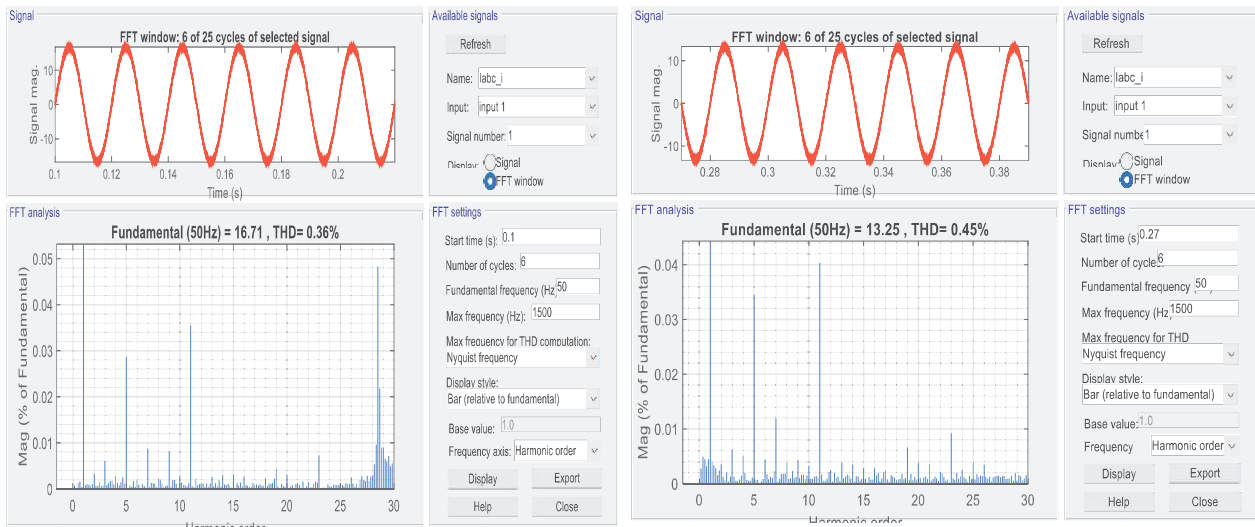 Signal
FFT window: 6 of 25 cycles of selected signal
Signal mag.
10
0
-10
0.1
0.12
0.14
0.16
0.18
0.2
Time (s)
Available signals
Refresh
Name: Iabc_i
Input: input 1
Signal number: 1
Display:
Signal
FFT window
FFT analysis
Fundamental (50Hz) = 16.71 , THD= 0.36%
Mag (% of Fundamental)
0.05
0.04
0.03
0.02
0.01
0
0
5
10
15
20
25
30
Harmonic order
FFT settings
Start time (s): 0.1
Number of cycles: 6
Fundamental frequency (Hz 50
Max frequency (Hz): 1500
Max frequency for THD computation:
Nyquist frequency
Display style:
Bar (relative to fundamental)
Base value: 1.0
Frequency axis: Harmonic order
Display
Export
Help
Close
Signal
FFT window: 6 of 25 cycles of selected signal
Signal mag.
10
0
-10
0.28
0.3
0.32
0.34
0.36
0.38
Time (s)
Available signals
Refresh
Name: Iabc_i
Input: input 1
Signal numbe 1
Display
Signal
FFT window
FFT analysis
Fundamental (50Hz) = 13.25 , THD= 0.45%
Mag (% of Fundamental)
0.04
0.03
0.02
0.01
0
0
5
10
15
20
25
30
Harmonic order
FFT settings
Start time (s) 0.27
Number of cycle 6
Fundamental frequency 50
Max frequency (Hz 1500
Max frequency for THD
Nyquist frequency
Display style:
Bar (relative to fundamental)
Base value: 1.0
Frequency Harmonic order
Display
Export
Help
Close